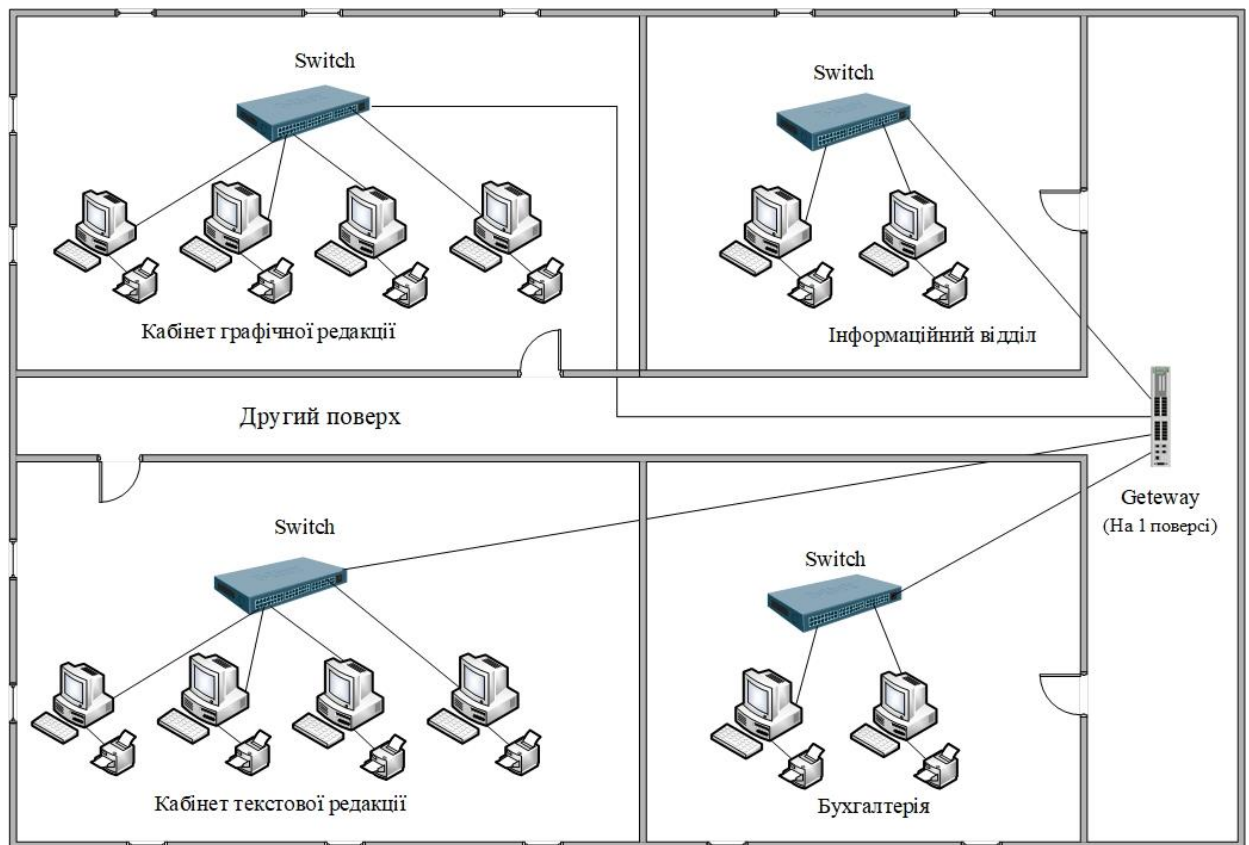 Switch
Switch
Кабінет графічної редакції
Інформаційний відділ
Другий поверх
Geteway
(На 1 поверсі)
Switch
Switch
Кабінет текстової редакції
Бухгалтерія